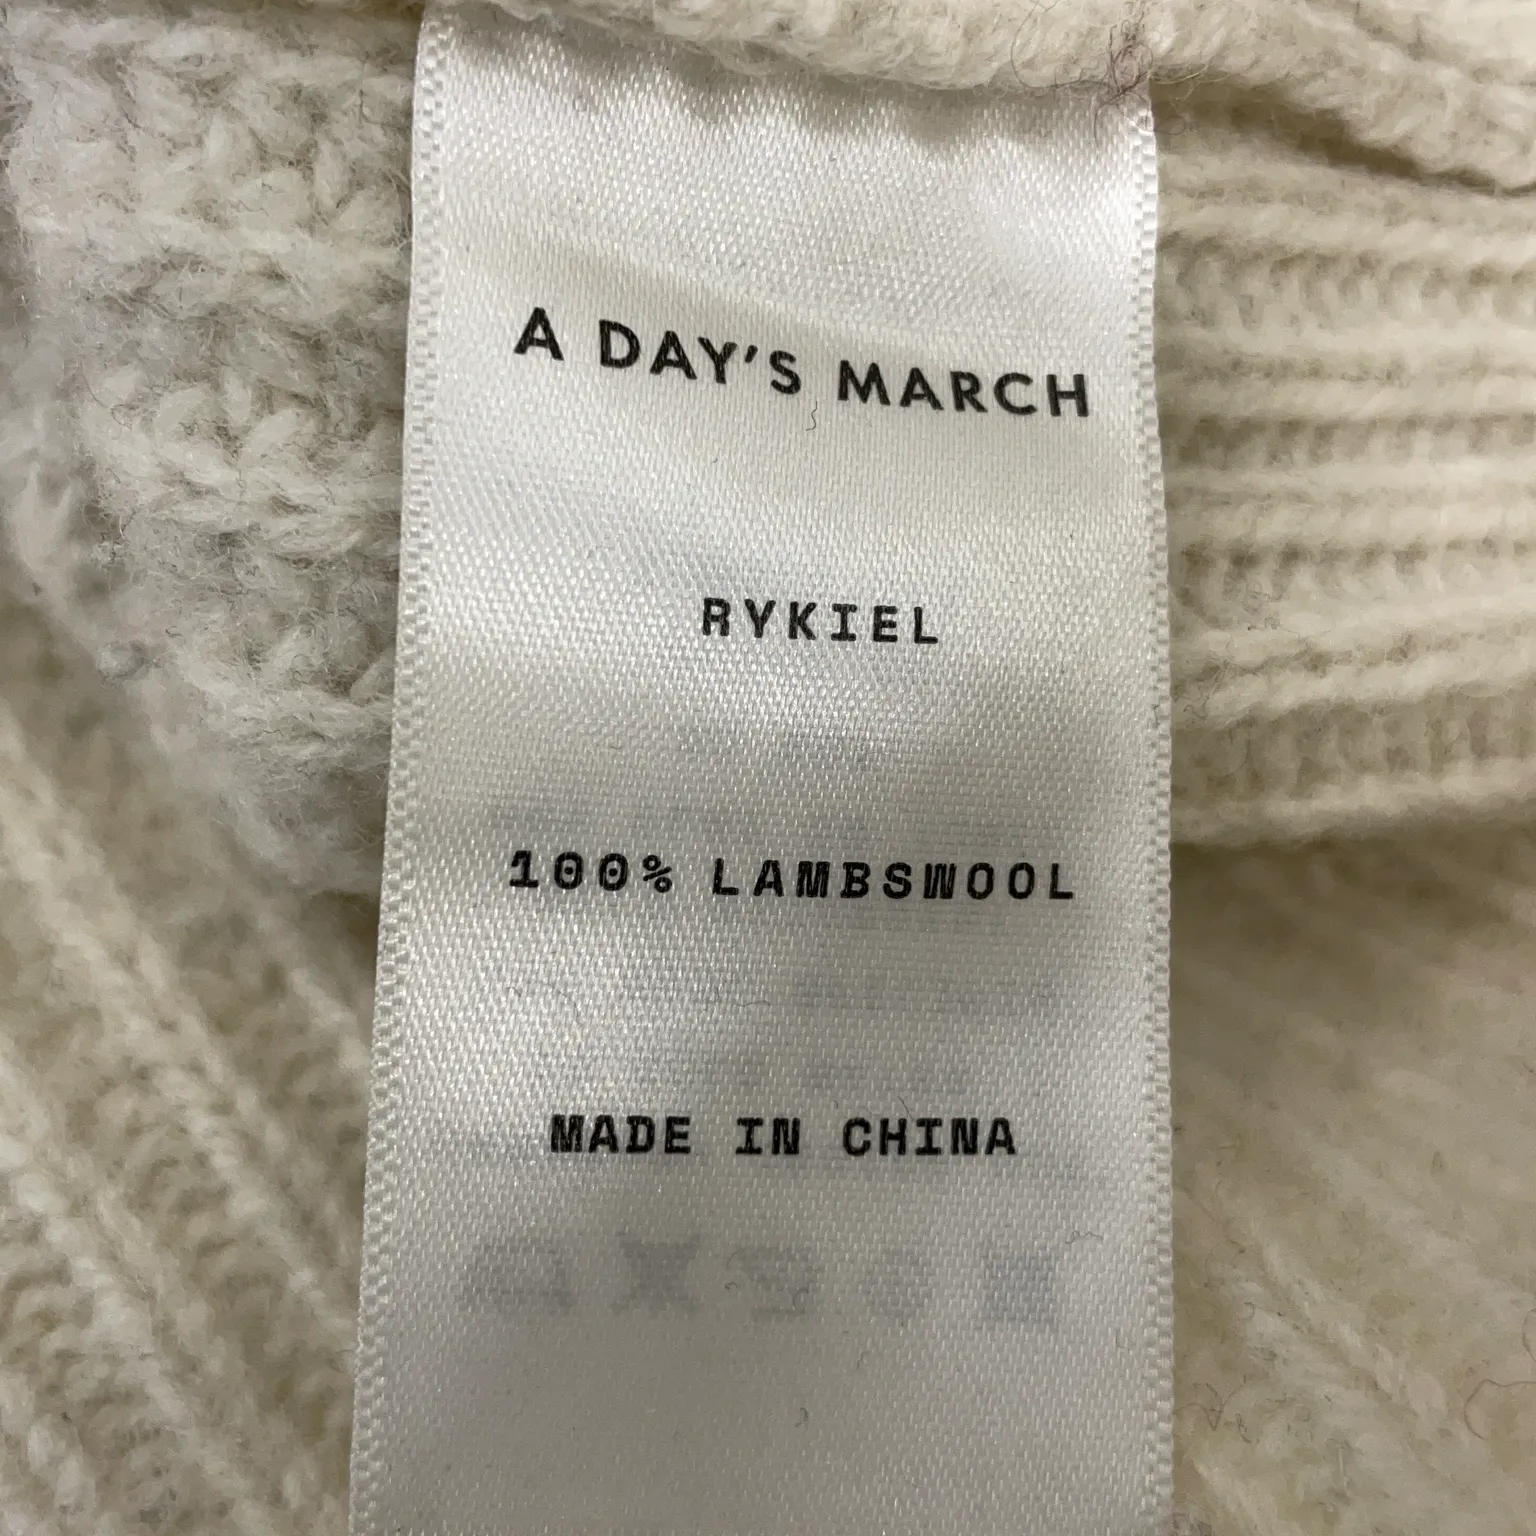 A DAY'S MARCH
RYKIEL
100% LAMBSWOOL
MADE IN CHINA